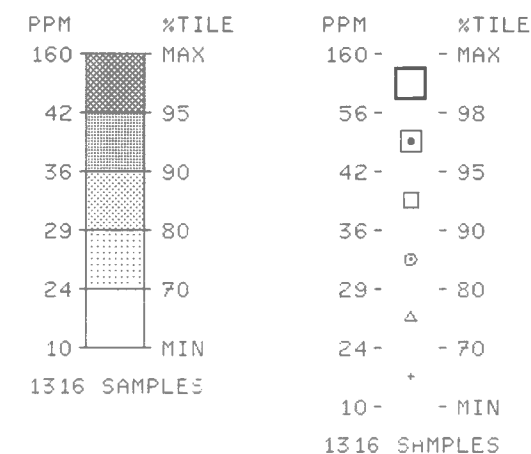 PPM %TILE
160 MAX
42 95
36 90
29 80
24 70
10 MIN
1316 SAMPLES
PPM %TILE
160 - - MAX
56 - - 98
42 - - 95
36 - - 90
29 - - 80
24 - - 70
10 - - MIN
1316 SAMPLES